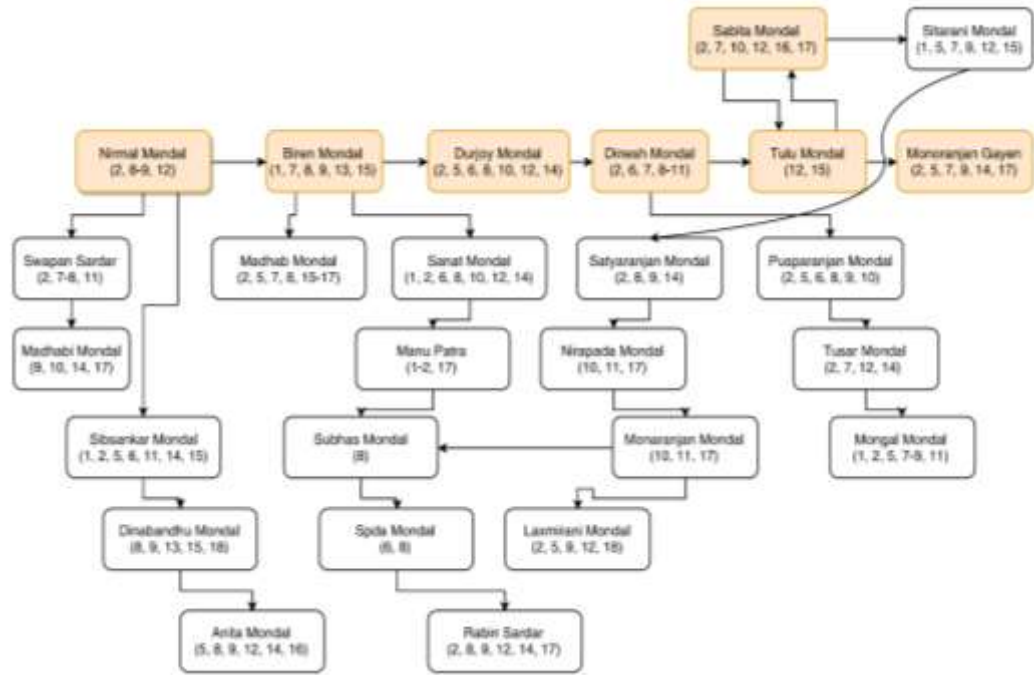 Sabita Mondal
(2, 7, 10, 12, 16, 17)
Sitarani Mondal
(1, 5, 7, 9, 12, 15)
Nirmal Mandal
(2, 8-9, 12)
Biren Mondal
(1, 7, 8, 9, 13, 15)
Durjoy Mondal
(2, 5, 6, 8, 10, 12, 14)
Dinesh Mondal
(2, 6, 7, 8-11)
Tulu Mondal
(12, 15)
Monoranjan Gayen
(2, 5, 7, 9, 14, 17)
Swapan Sardar
(2, 7-8, 11)
Madhab Mondal
(2, 5, 7, 8, 15-17)
Sanat Mondal
(1, 2, 6, 8, 10, 12, 14)
Satyaranjan Mondal
(2, 8, 9, 14)
Pusparanjan Mondal
(2, 5, 6, 8, 9, 10)
Madhabi Mondal
(9, 10, 14, 17)
Manu Patra
(1-2, 17)
Nirapada Mondal
(10, 11, 17)
Tusar Mondal
(2, 7, 12, 14)
Sibsankar Mondal
(1, 2, 5, 6, 11, 14, 15)
Subhas Mondal
(8)
Monaranjan Mondal
(10, 11, 17)
Mongal Mondal
(1, 2, 5, 7-9, 11)
Dinabandhu Mondal
(8, 9, 13, 15, 18)
Mondal
(6, 8)
Laxmirani Mondal
(2, 5, 9, 12, 18)
Anita Mondal
(5, 8, 9, 12, 14, 16)
Rabin Sardar
(2, 8, 9, 12, 14, 17)